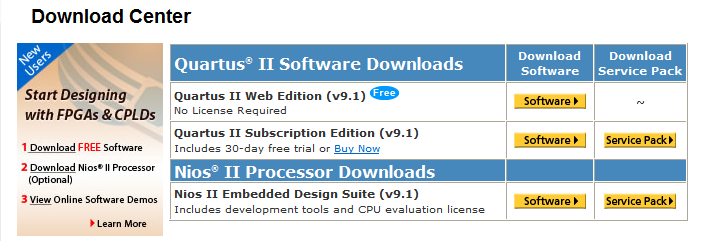 Download Center
New
Users
Start Designing
with FPGAs & CPLDs
1 Download FREE Software
2 Download Nios® II Processor
(Optional)
3 View Online Software Demos
Learn More
Quartus® II Software Downloads
Download
Software
Download
Service Pack
Quartus II Web Edition (v9.1) Free
No License Required
Software
~
Quartus II Subscription Edition (v9.1)
Includes 30-day free trial or Buy Now
Software
Service Pack
Nios® II Processor Downloads
Nios II Embedded Design Suite (v9.1)
Includes development tools and CPU evaluation license
Software
Service Pack